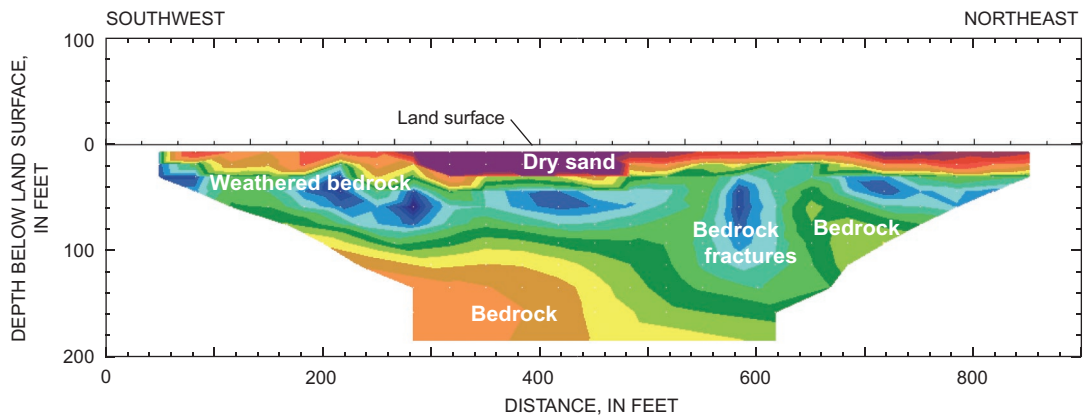 SOUTHWEST
NORTHEAST
100
0
100
200
DEPTH BELOW LAND SURFACE,
IN FEET
Land surface
Dry sand
Weathered bedrock
Bedrock
fractures
Bedrock
Bedrock
0
200
400
600
800
DISTANCE, IN FEET